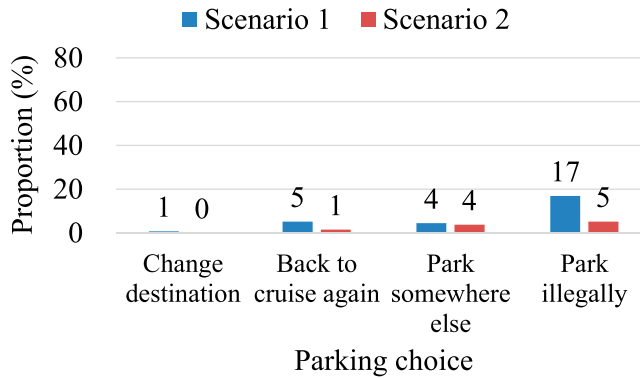 Scenario 1 Scenario 2
80
60
40
20
0
Proportion (%)
1 0 5 1 4 4 17 5
Change destination
Back to cruise again
Park somewhere else
Park illegally
Parking choice